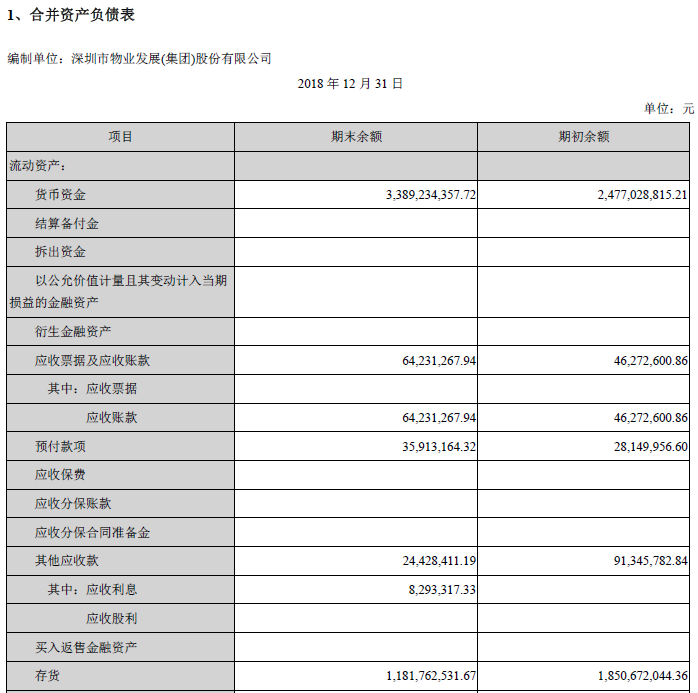 1、合并资产负债表
编制单位：深圳市物业发展(集团)股份有限公司
2018 年 12 月 31 日
单位：元
项目 期末余额 期初余额
流动资产：
货币资金 3,389,234,357.72 2,477,028,815.21
结算备付金
拆出资金
以公允价值计量且其变动计入当期
损益的金融资产
衍生金融资产
应收票据及应收账款 64,231,267.94 46,272,600.86
其中：应收票据
应收账款 64,231,267.94 46,272,600.86
预付款项 35,913,164.32 28,149,956.60
应收保费
应收分保账款
应收分保合同准备金
其他应收款 24,428,411.19 91,345,782.84
其中：应收利息 8,293,317.33
应收股利
买入返售金融资产
存货 1,181,762,531.67 1,850,672,044.36